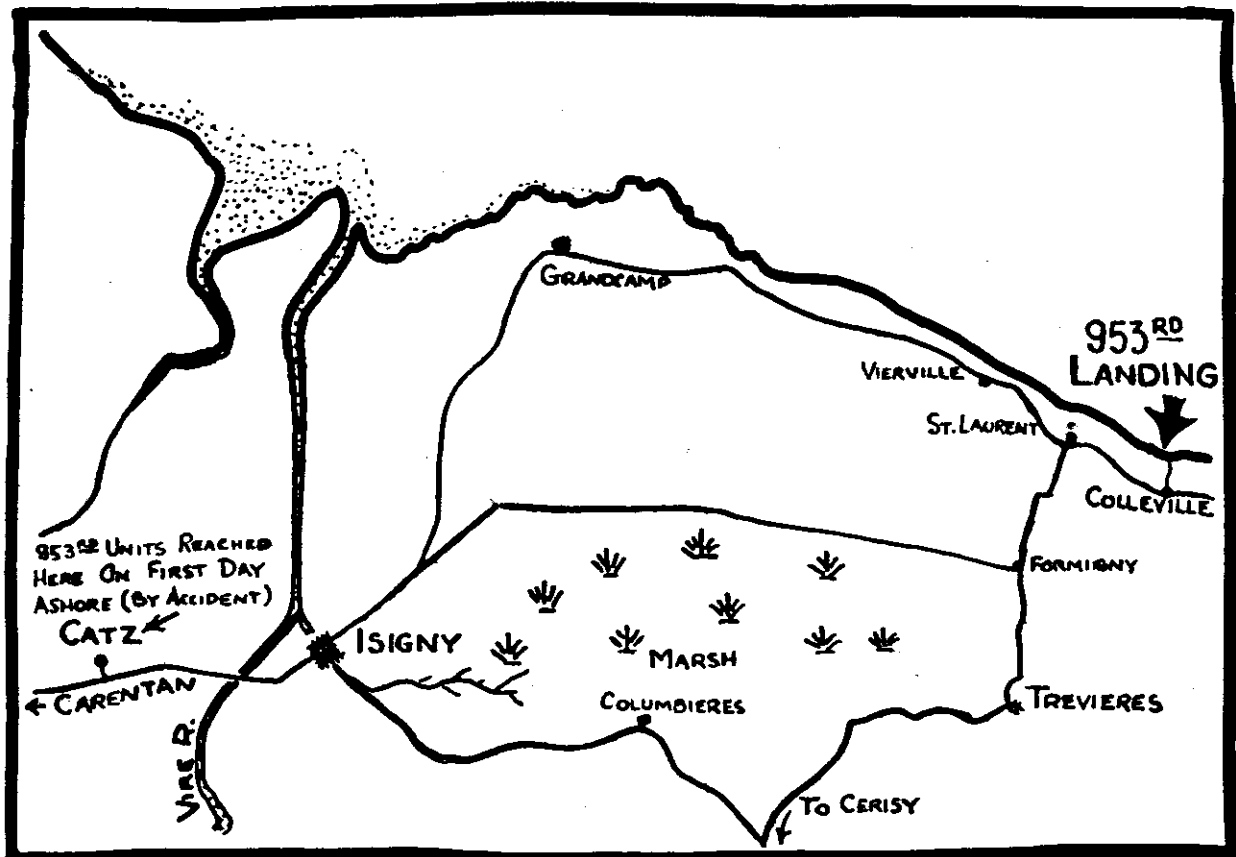 GRANDCAMP
953RD
LANDING
VIERVILLE
ST. LAURENT
COLLEVILLE
953RD UNITS REACHED
HERE ON FIRST DAY
ASHORE (BY ACCIDENT)
CATZ
FORMIGNY
ISIGNY
MARSH
CARENTAN
COLUMBIERES
TREVIERES
VIRE R.
TO CERISY